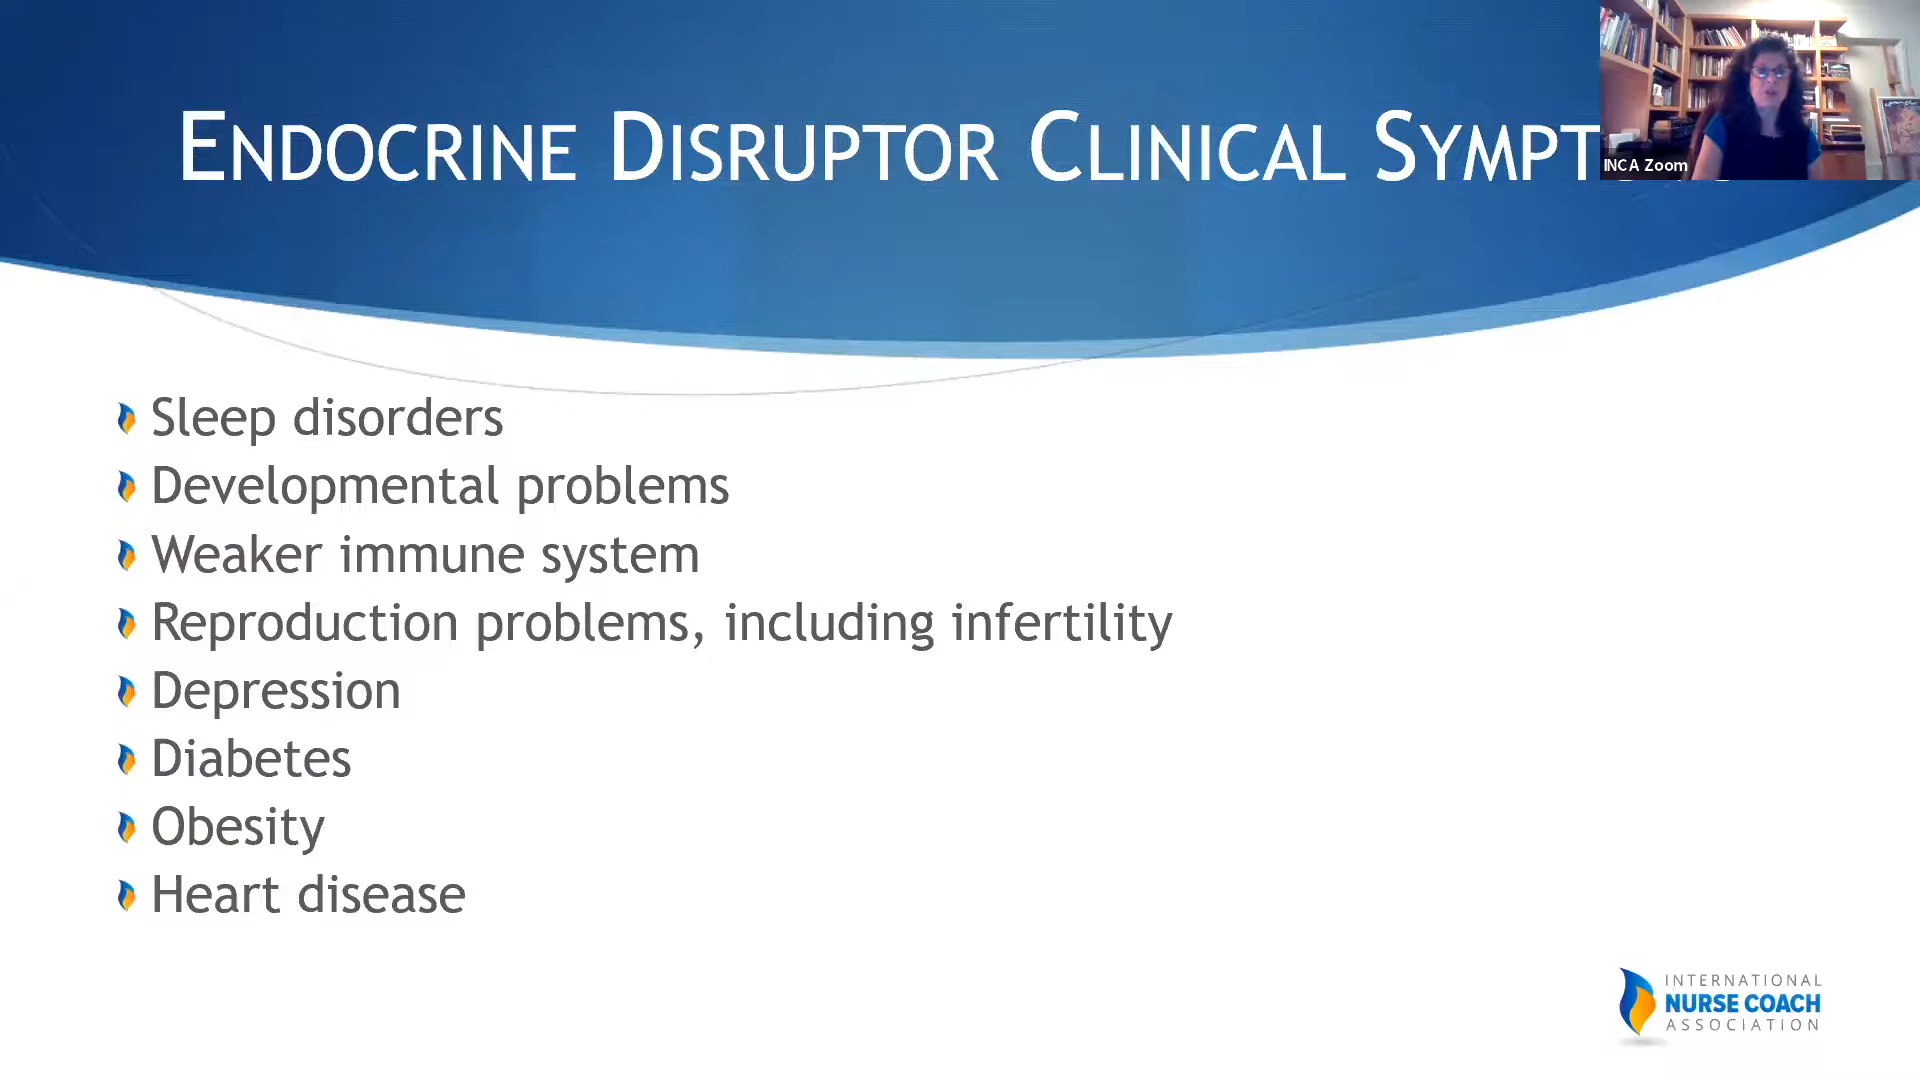 ENDOCRINE DISRUPTOR CLINICAL SYMPT
INCA Zoom
Sleep disorders
Developmental problems
Weaker immune system
Reproduction problems, including infertility
Depression
Diabetes
Obesity
Heart disease
INTERNATIONAL
NURSE COACH
ASSOCIATION